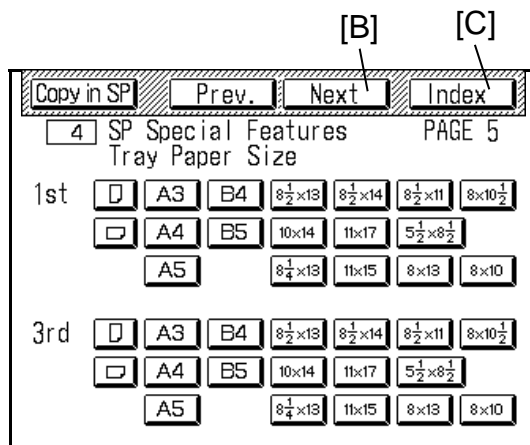 [B] [C]
Copy in SP Prev. Next Index
4 SP Special Features PAGE 5
Tray Paper Size
1st A3 B4 8½×13 8½×14 8½×11 8×10½
A4 B5 10×14 11×17 5½×8½
A5 8¼×13 11×15 8×13 8×10
3rd A3 B4 8½×13 8½×14 8½×11 8×10½
A4 B5 10×14 11×17 5½×8½
A5 8¼×13 11×15 8×13 8×10